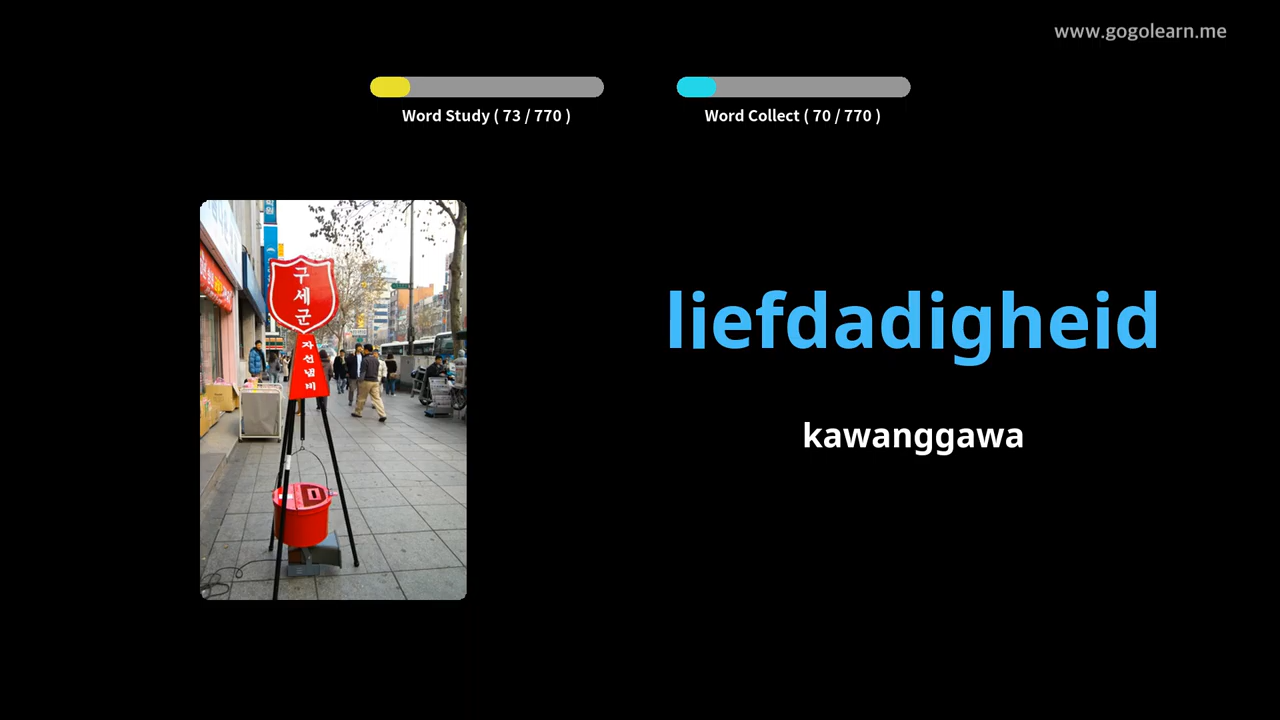 www.gogolearn.me
Word Study ( 73 / 770 )
Word Collect ( 70 / 770 )
구세군
자선냄비
liefdadigheid
kawanggawa